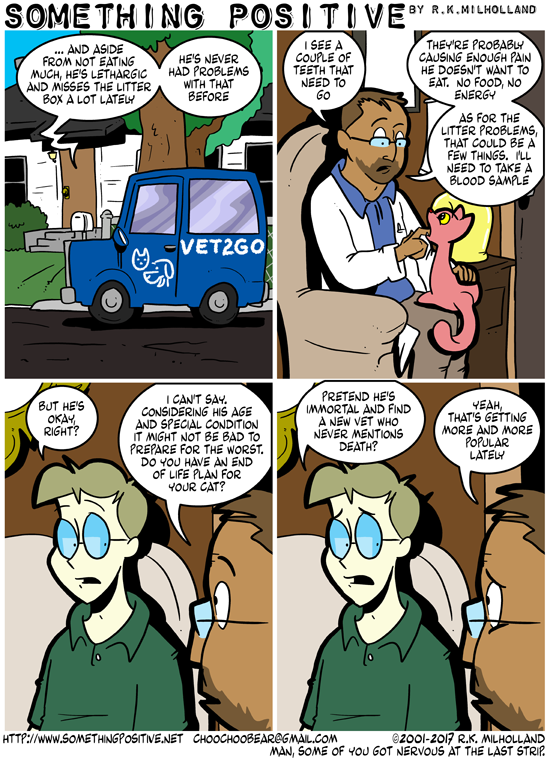 SOMETHING POSITIVE BY R.K.MILHOLLAND
... AND ASIDE
FROM NOT EATING
MUCH, HE'S LETHARGIC
AND MISSES THE LITTER
BOX A LOT LATELY
HE'S NEVER
HAD PROBLEMS
WITH THAT
BEFORE
VET2GO
I SEE A
COUPLE OF
TEETH THAT
NEED TO
GO
THEY'RE PROBABLY
CAUSING ENOUGH PAIN
HE DOESN'T WANT TO
EAT. NO FOOD, NO
ENERGY
AS FOR THE
LITTER PROBLEMS,
THAT COULD BE A
FEW THINGS. I'LL
NEED TO TAKE A
BLOOD SAMPLE
BUT HE'S
OKAY,
RIGHT?
I CAN'T SAY.
CONSIDERING HIS AGE
AND SPECIAL CONDITION
IT MIGHT NOT BE BAD TO
PREPARE FOR THE WORST.
DO YOU HAVE AN END
OF LIFE PLAN FOR
YOUR CAT?
PRETEND HE'S
IMMORTAL AND FIND
A NEW VET WHO
NEVER MENTIONS
DEATH?
YEAH,
THAT'S GETTING
MORE AND MORE
POPULAR
LATELY
HTTP://WWW.SOMETHINGPOSITIVE.NET CHOOCHOOBEAR@GMAIL.COM ©2001-2017 R.K. MILHOLLAND
MAN, SOME OF YOU GOT NERVOUS AT THE LAST STRIP.